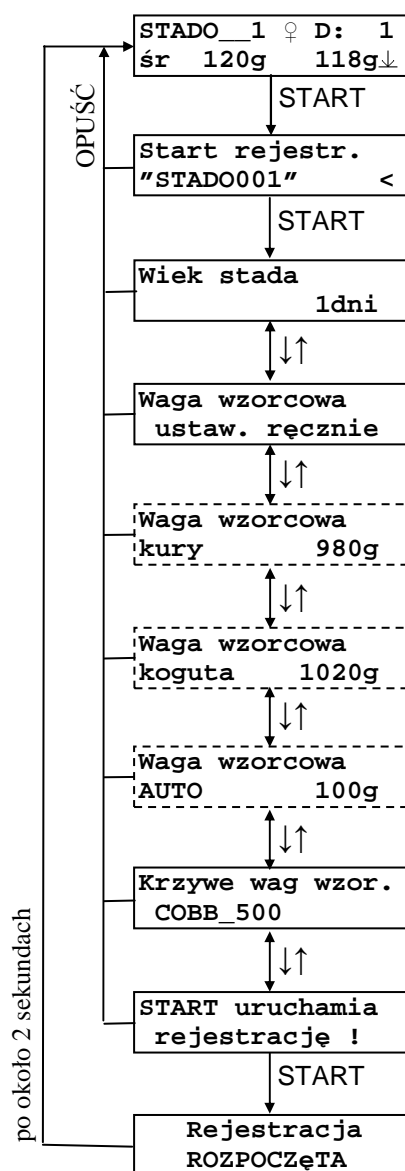 STADO__1 ♀ D: 1
śr 120g 118g↓
START
OPUŚĆ
Start rejestr.
"STADO001" <
START
Wiek stada
1dni
↓↑
Waga wzorcowa
ustaw. ręcznie
↓↑
Waga wzorcowa
kury 980g
↓↑
Waga wzorcowa
koguta 1020g
↓↑
Waga wzorcowa
AUTO 100g
↓↑
Krzywe wag wzor.
COBB_500
↓↑
START uruchamia
rejestrację !
START
po około 2 sekundach
Rejestracja
ROZPOCZęTA